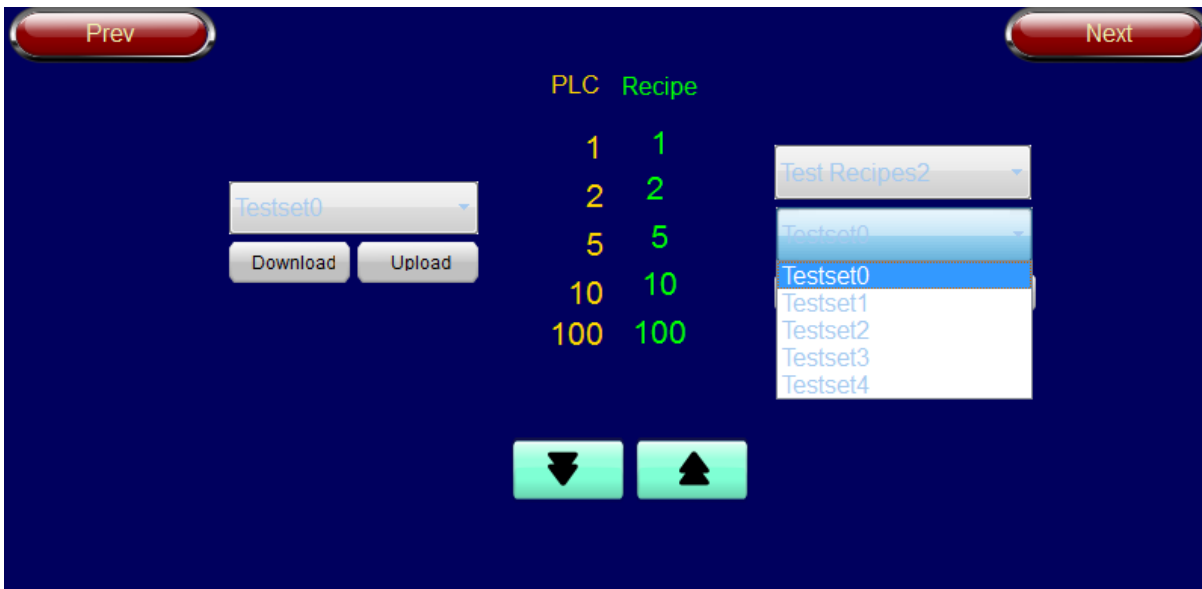 Prev
Next
PLC Recipe
1 1
2 2
5 5
10 10
100 100
Testset0
Download Upload
Test Recipes2
Testset0
Testset0
Testset1
Testset2
Testset3
Testset4